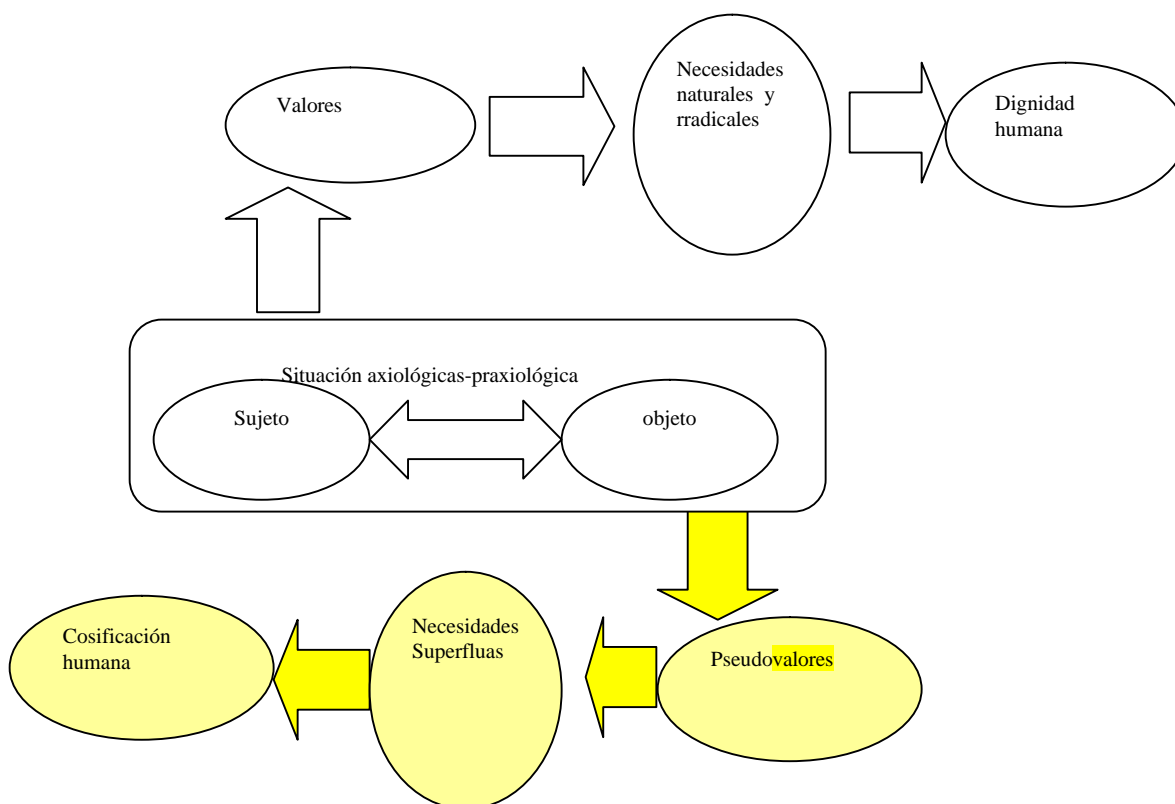 Valores
Necesidades
naturales y
rradicales
Dignidad
humana
Situación axiológicas-praxiológica
Sujeto
objeto
Cosificación
humana
Necesidades
Superfluas
Pseudovalores